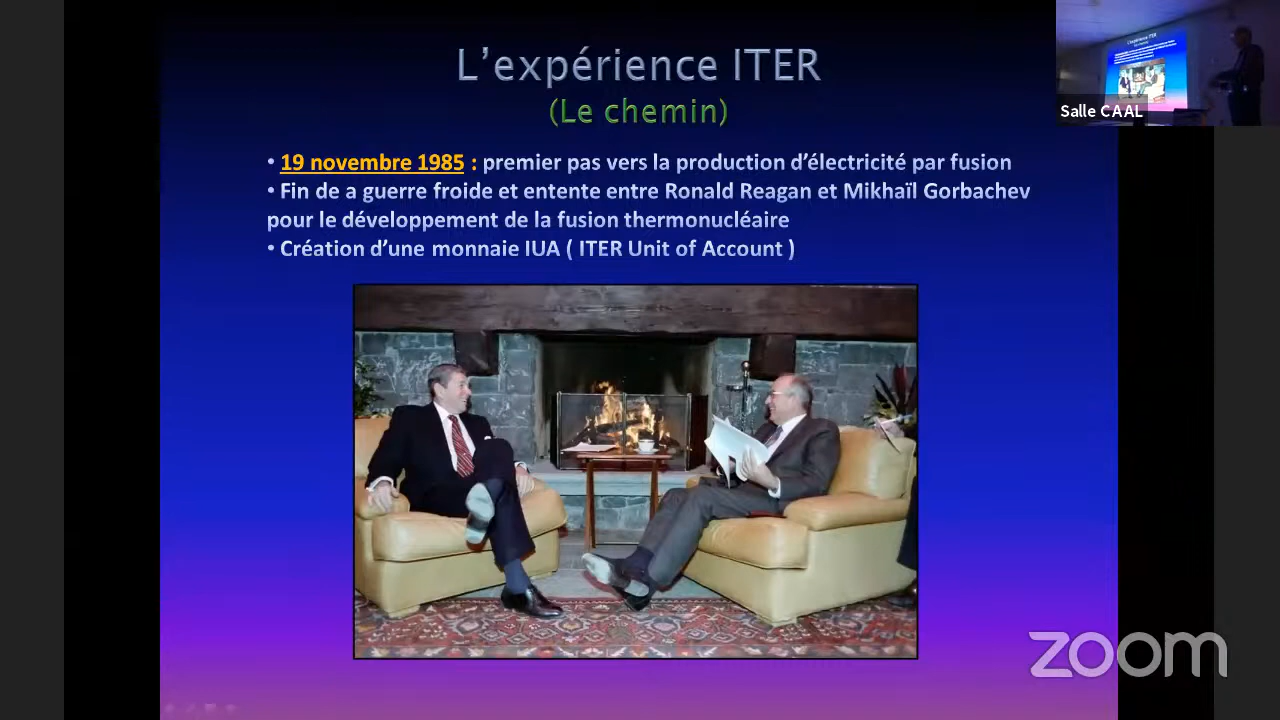 L'expérience ITER
(Le chemin)
• 19 novembre 1985 : premier pas vers la production d'électricité par fusion
• Fin de a guerre froide et entente entre Ronald Reagan et Mikhaïl Gorbachev
pour le développement de la fusion thermonucléaire
• Création d'une monnaie IUA ( ITER Unit of Account )
Salle CAAL
zoom